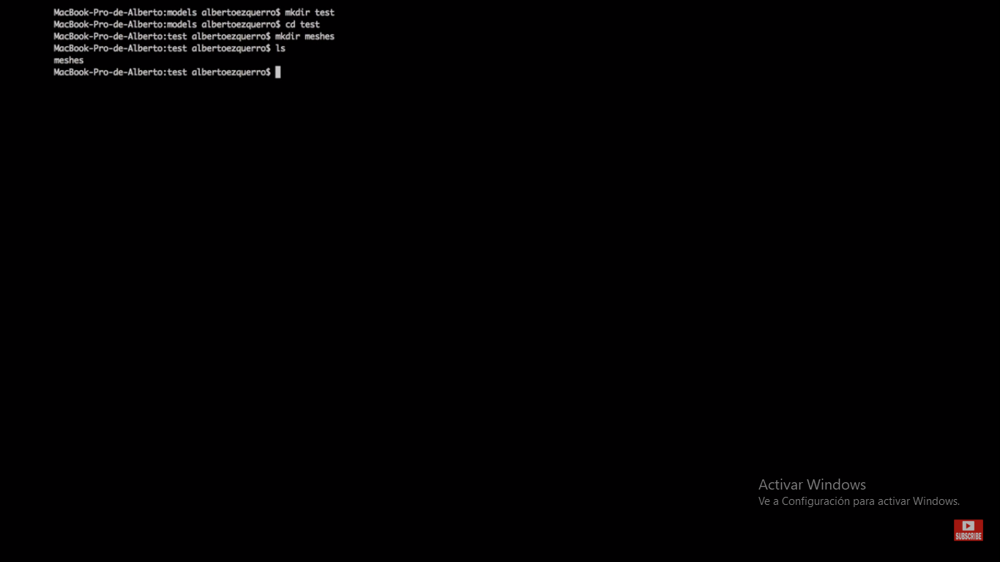 MacBook-Pro-de-Alberto:models albertoezquerro$ mkdir test
MacBook-Pro-de-Alberto:models albertoezquerro$ cd test
MacBook-Pro-de-Alberto:test albertoezquerro$ mkdir meshes
MacBook-Pro-de-Alberto:test albertoezquerro$ ls
meshes
MacBook-Pro-de-Alberto:test albertoezquerro$
Activar Windows
Ve a Configuración para activar Windows.
SUBSCRIBE